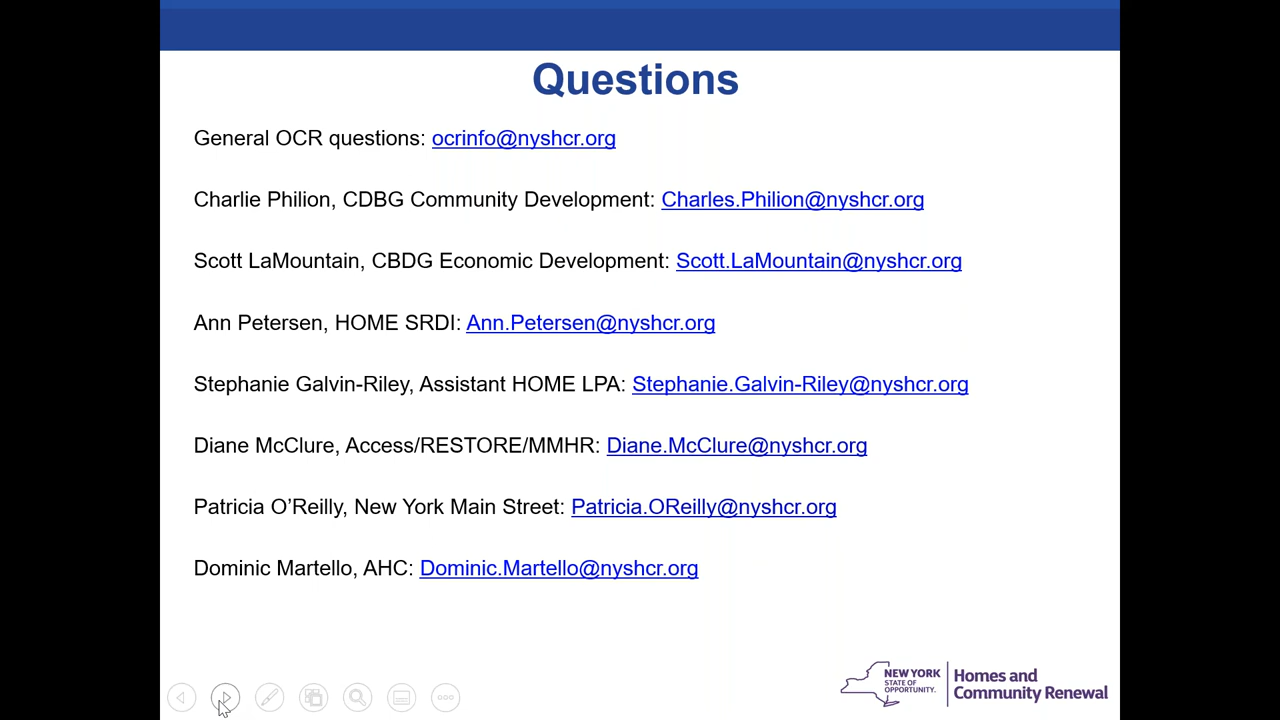 Questions
General OCR questions: ocrinfo@nyshcr.org
Charlie Philion, CDBG Community Development: Charles.Philion@nyshcr.org
Scott LaMountain, CBDG Economic Development: Scott.LaMountain@nyshcr.org
Ann Petersen, HOME SRDI: Ann.Petersen@nyshcr.org
Stephanie Galvin-Riley, Assistant HOME LPA: Stephanie.Galvin-Riley@nyshcr.org
Diane McClure, Access/RESTORE/MMHR: Diane.McClure@nyshcr.org
Patricia O’Reilly, New York Main Street: Patricia.OReilly@nyshcr.org
Dominic Martello, AHC: Dominic.Martello@nyshcr.org
NEW YORK
STATE OF
OPPORTUNITY.
Homes and
Community Renewal